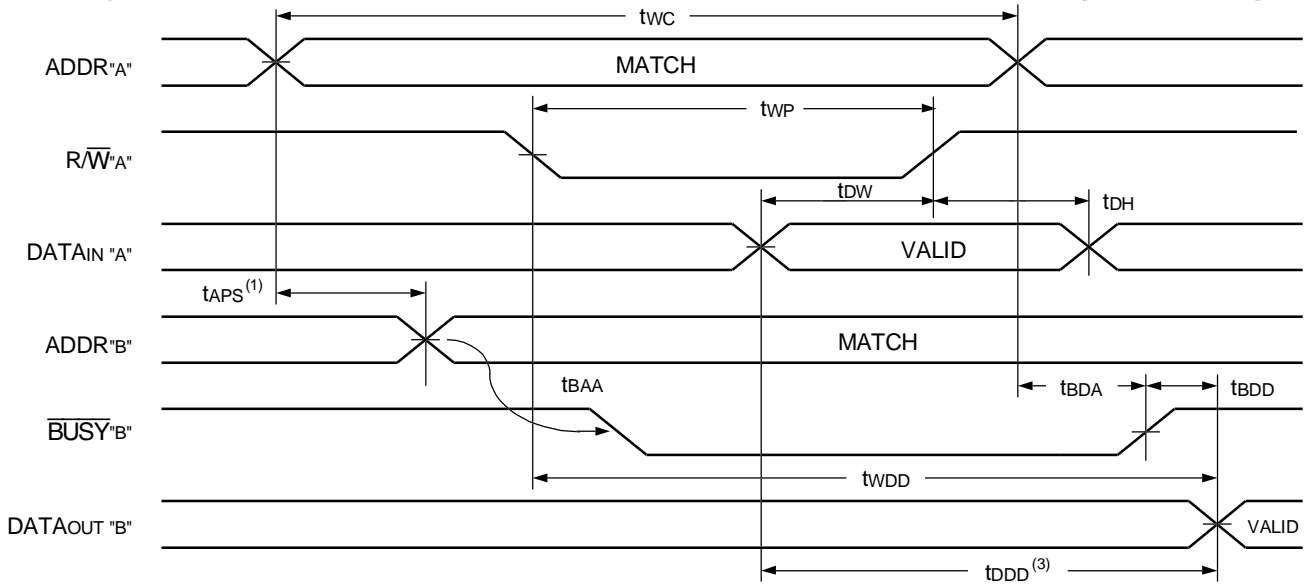 tWC
ADDR"A"
MATCH
tWP
R/W̅"A"
tDW
tDH
DATAIN "A"
VALID
tAPS(1)
ADDR"B"
MATCH
tBAA
tBDA
tBDD
B̅U̅S̅Y̅"B"
tWDD
DATAOUT "B"
VALID
tDDD(3)